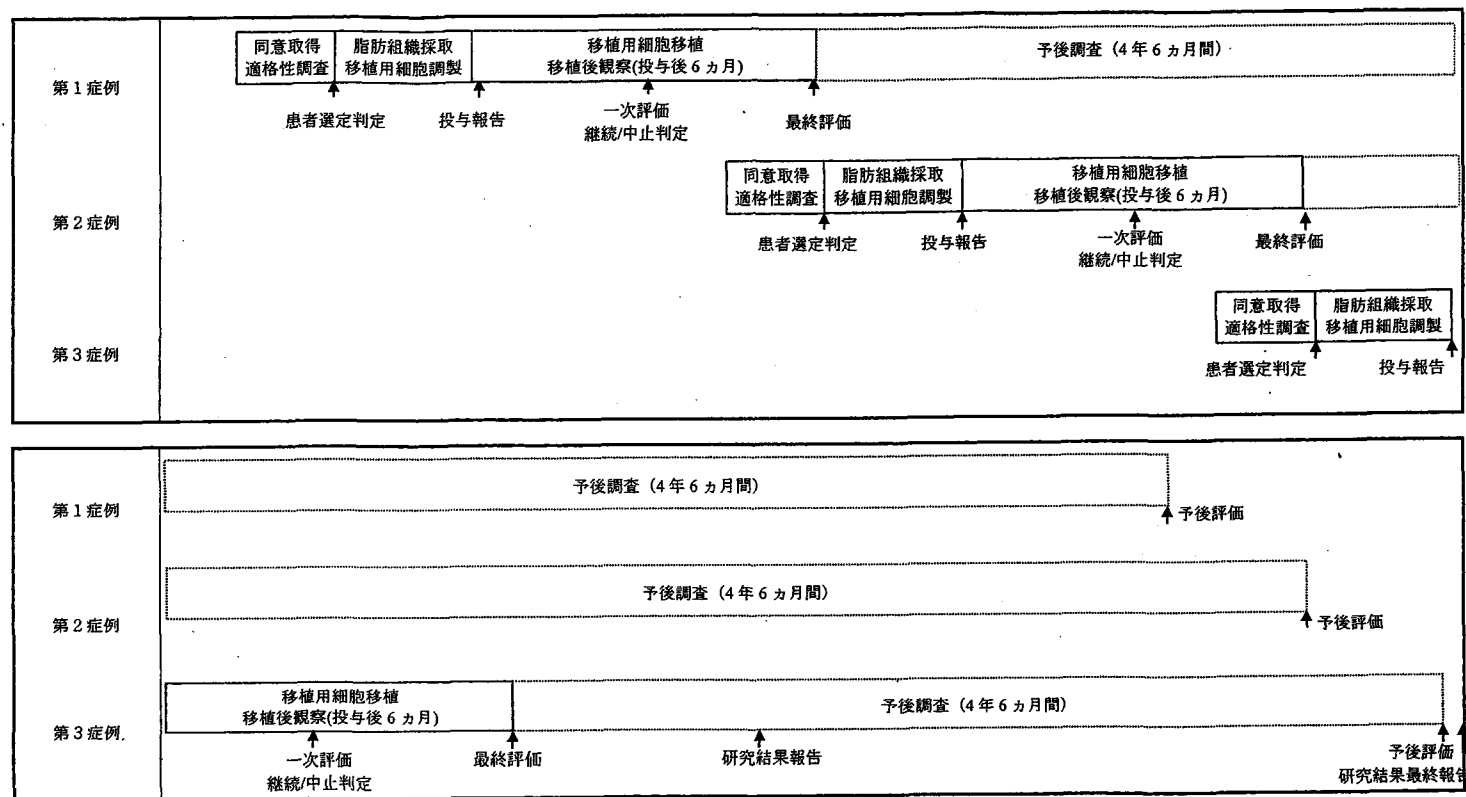 第1症例
同意取得
適格性調査
脂肪組織採取
移植用細胞調製
移植用細胞移植
移植後観察(投与後6ヵ月)
予後調査（4年6ヵ月間）
患者選定判定
投与報告
一次評価
継続/中止判定
最終評価
第2症例
同意取得
適格性調査
脂肪組織採取
移植用細胞調製
移植用細胞移植
移植後観察(投与後6ヵ月)
患者選定判定
投与報告
一次評価
継続/中止判定
最終評価
第3症例
同意取得
適格性調査
脂肪組織採取
移植用細胞調製
患者選定判定
投与報告
第1症例
予後調査（4年6ヵ月間）
予後評価
第2症例
予後調査（4年6ヵ月間）
予後評価
第3症例
移植用細胞移植
移植後観察(投与後6ヵ月)
予後調査（4年6ヵ月間）
一次評価
継続/中止判定
最終評価
研究結果報告
予後評価
研究結果最終報告